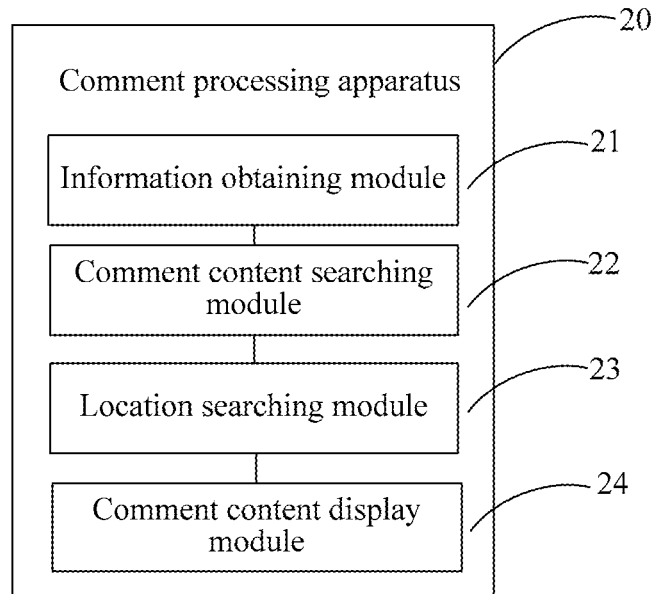 20
Comment processing apparatus
21
Information obtaining module
Comment content searching
module
22
23
Location searching module
24
Comment content display
module